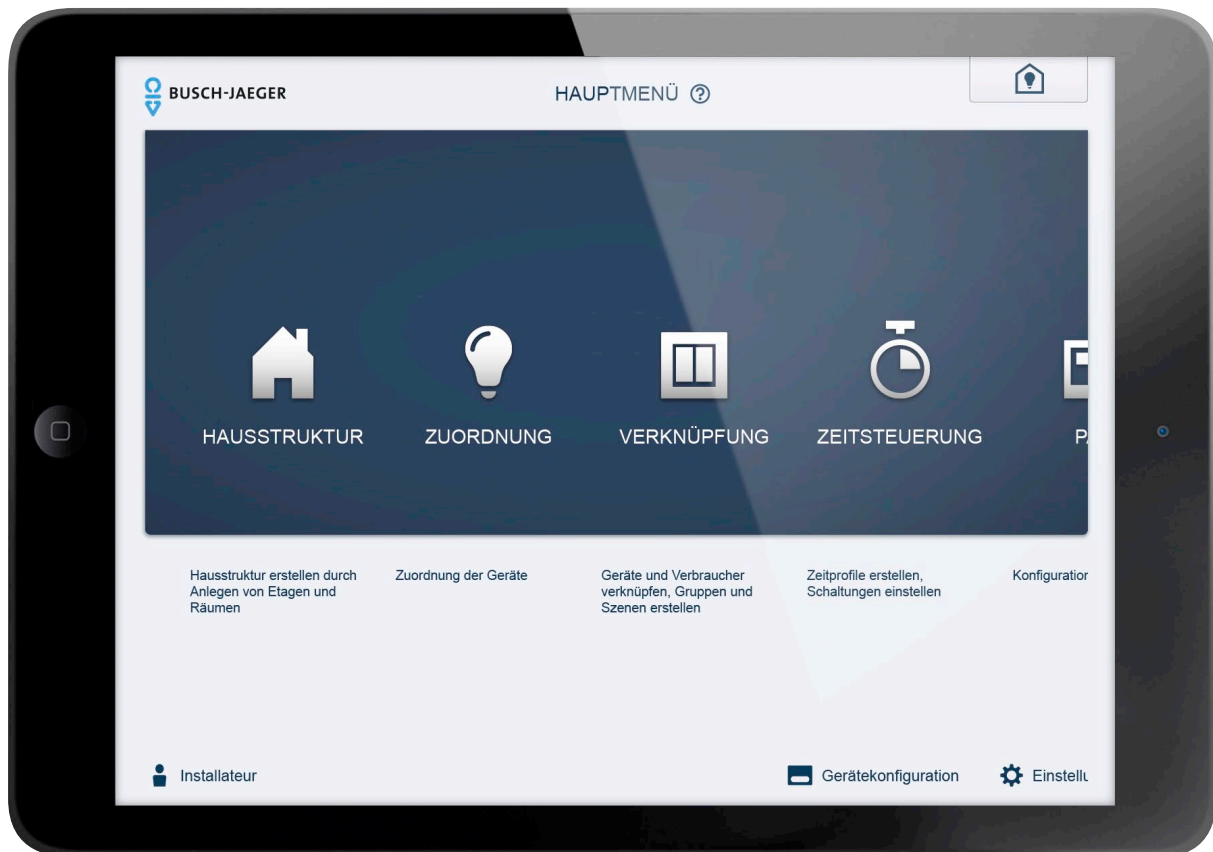 BUSCH-JAEGER
HAUPTMENÜ ?
HAUSSTRUKTUR
ZUORDNUNG
VERKNÜPFUNG
ZEITSTEUERUNG
Hausstruktur erstellen durch
Anlegen von Etagen und
Räumen
Zuordnung der Geräte
Geräte und Verbraucher
verknüpfen, Gruppen und
Szenen erstellen
Zeitprofile erstellen,
Schaltungen einstellen
Konfiguration
Installateur
Gerätekonfiguration